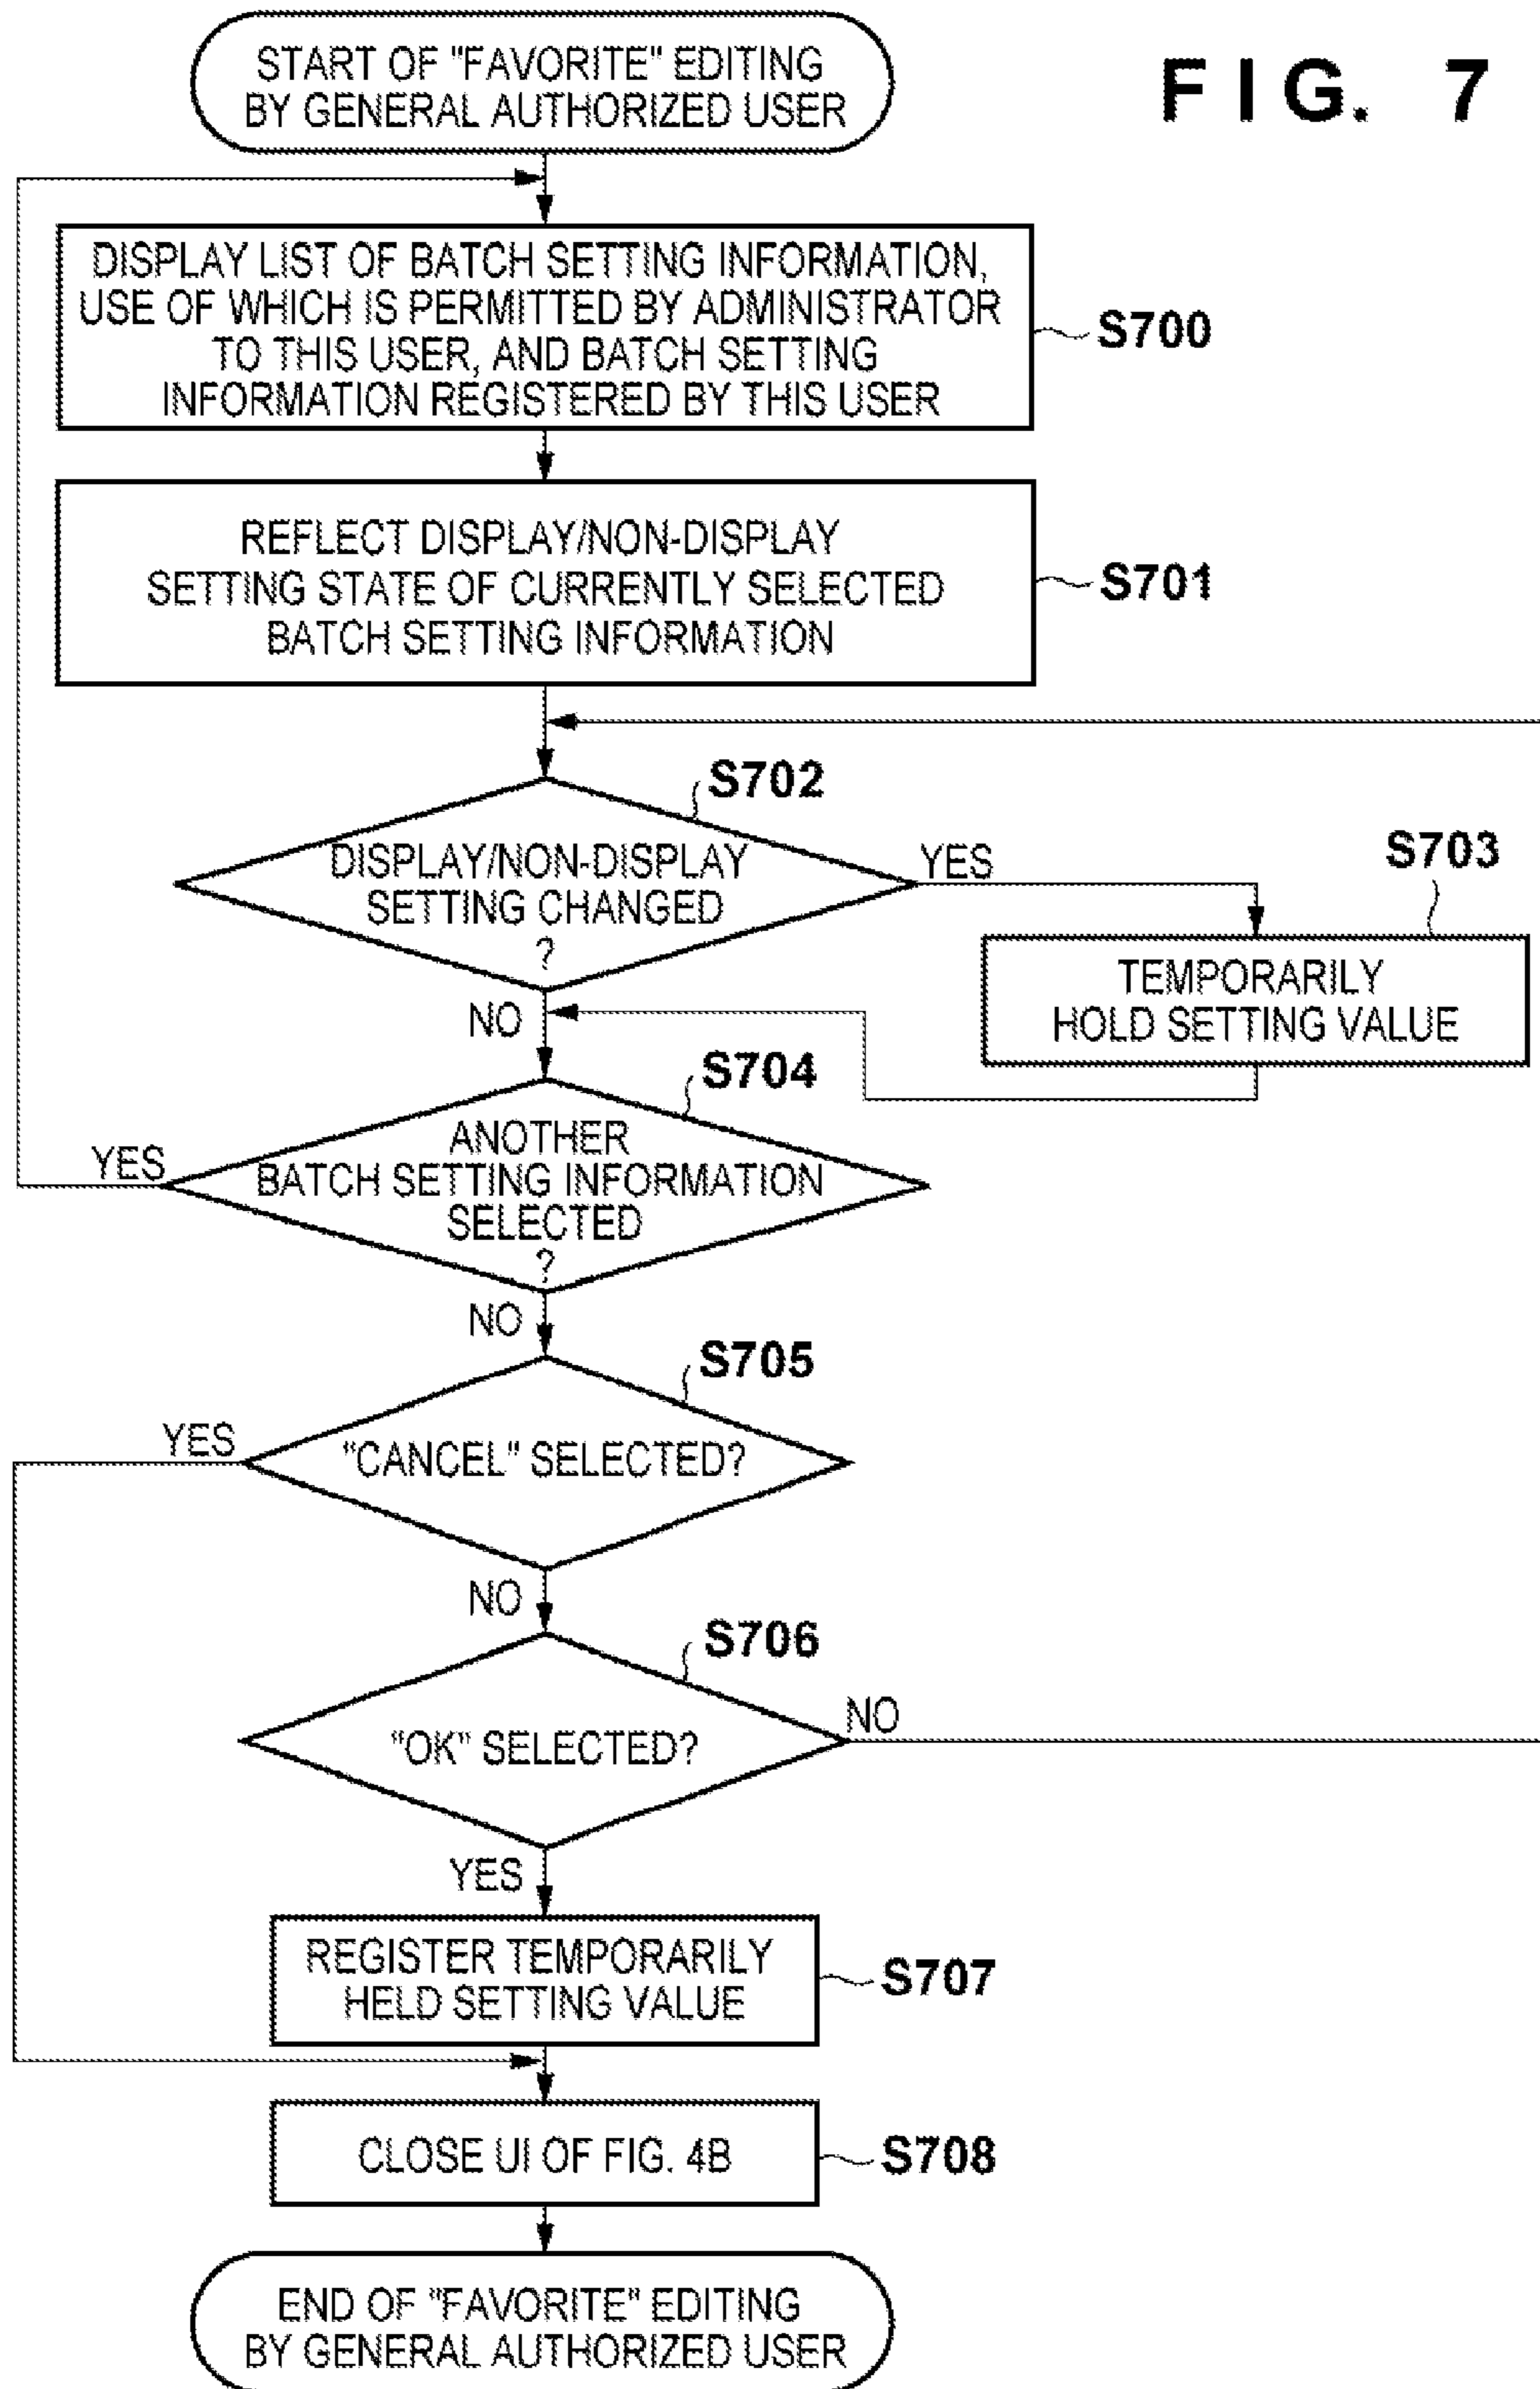 START OF "FAVORITE" EDITING
BY GENERAL AUTHORIZED USER
FIG. 7
DISPLAY LIST OF BATCH SETTING INFORMATION,
USE OF WHICH IS PERMITTED BY ADMINISTRATOR
TO THIS USER, AND BATCH SETTING
INFORMATION REGISTERED BY THIS USER
S700
REFLECT DISPLAY/NON-DISPLAY
SETTING STATE OF CURRENTLY SELECTED
BATCH SETTING INFORMATION
S701
S702
DISPLAY/NON-DISPLAY
SETTING CHANGED
?
YES
S703
TEMPORARILY
HOLD SETTING VALUE
NO
S704
ANOTHER
BATCH SETTING INFORMATION
SELECTED
?
YES
NO
S705
YES
"CANCEL" SELECTED?
NO
S706
"OK" SELECTED?
NO
YES
REGISTER TEMPORARILY
HELD SETTING VALUE
S707
CLOSE UI OF FIG. 4B
S708
END OF "FAVORITE" EDITING
BY GENERAL AUTHORIZED USER